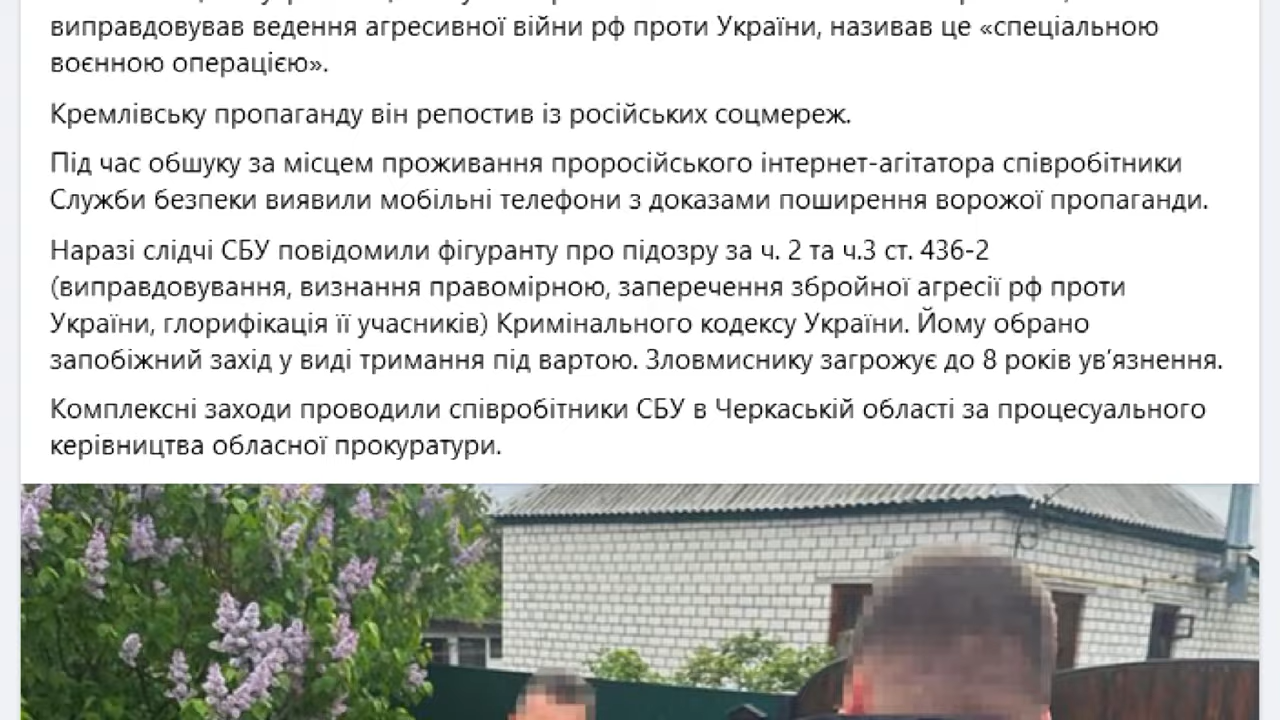 виправдовував ведення агресивної війни рф проти України, називав це «спеціальною
воєнною операцією».
Кремлівську пропаганду він репостив із російських соцмереж.
Під час обшуку за місцем проживання проросійського інтернет-агітатора співробітники
Служби безпеки виявили мобільні телефони з доказами поширення ворожої пропаганди.
Наразі слідчі СБУ повідомили фігуранту про підозру за ч. 2 та ч.3 ст. 436-2
(виправдовування, визнання правомірною, заперечення збройної агресії рф проти
України, глорифікація її учасників) Кримінального кодексу України. Йому обрано
запобіжний захід у виді тримання під вартою. Зловмиснику загрожує до 8 років ув’язнення.
Комплексні заходи проводили співробітники СБУ в Черкаській області за процесуального
керівництва обласної прокуратури.